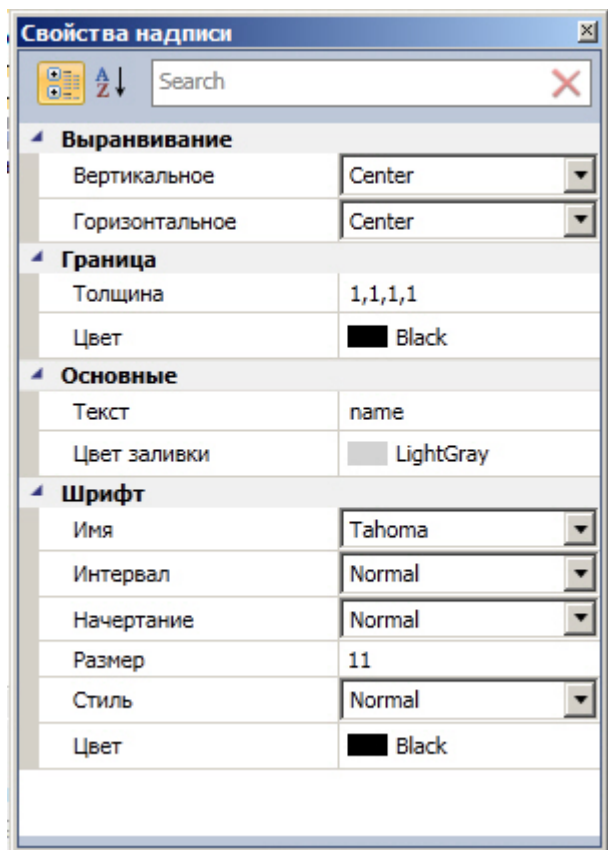 Свойства надписи
A
Z
Search
Выранвивание
Вертикальное Center
Горизонтальное Center
Граница
Толщина 1,1,1,1
Цвет Black
Основные
Текст name
Цвет заливки LightGray
Шрифт
Имя Tahoma
Интервал Normal
Начертание Normal
Размер 11
Стиль Normal
Цвет Black